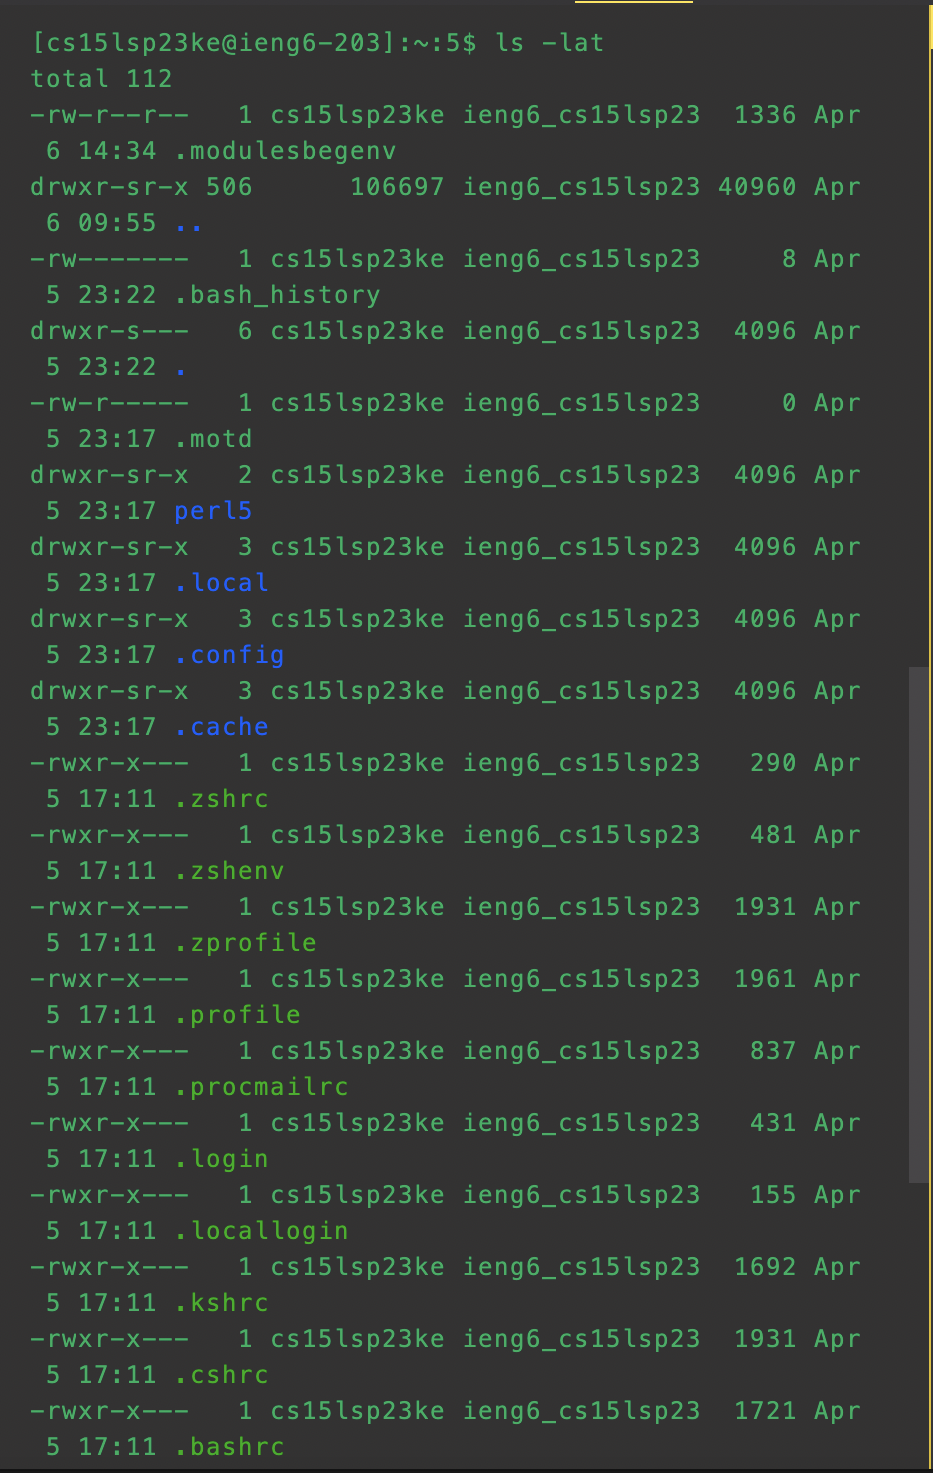 [cs15lsp23ke@ieng6-203]:~:5$ ls -lat
total 112
-rw-r--r--   1 cs15lsp23ke ieng6_cs15lsp23  1336 Apr
 6 14:34 .modulesbegenv
drwxr-sr-x 506      106697 ieng6_cs15lsp23 40960 Apr
 6 09:55 ..
-rw-------   1 cs15lsp23ke ieng6_cs15lsp23     8 Apr
 5 23:22 .bash_history
drwxr-s---   6 cs15lsp23ke ieng6_cs15lsp23  4096 Apr
 5 23:22 .
-rw-r-----   1 cs15lsp23ke ieng6_cs15lsp23     0 Apr
 5 23:17 .motd
drwxr-sr-x   2 cs15lsp23ke ieng6_cs15lsp23  4096 Apr
 5 23:17 perl5
drwxr-sr-x   3 cs15lsp23ke ieng6_cs15lsp23  4096 Apr
 5 23:17 .local
drwxr-sr-x   3 cs15lsp23ke ieng6_cs15lsp23  4096 Apr
 5 23:17 .config
drwxr-sr-x   3 cs15lsp23ke ieng6_cs15lsp23  4096 Apr
 5 23:17 .cache
-rwxr-x---   1 cs15lsp23ke ieng6_cs15lsp23   290 Apr
 5 17:11 .zshrc
-rwxr-x---   1 cs15lsp23ke ieng6_cs15lsp23   481 Apr
 5 17:11 .zshenv
-rwxr-x---   1 cs15lsp23ke ieng6_cs15lsp23  1931 Apr
 5 17:11 .zprofile
-rwxr-x---   1 cs15lsp23ke ieng6_cs15lsp23  1961 Apr
 5 17:11 .profile
-rwxr-x---   1 cs15lsp23ke ieng6_cs15lsp23   837 Apr
 5 17:11 .procmailrc
-rwxr-x---   1 cs15lsp23ke ieng6_cs15lsp23   431 Apr
 5 17:11 .login
-rwxr-x---   1 cs15lsp23ke ieng6_cs15lsp23   155 Apr
 5 17:11 .locallogin
-rwxr-x---   1 cs15lsp23ke ieng6_cs15lsp23  1692 Apr
 5 17:11 .kshrc
-rwxr-x---   1 cs15lsp23ke ieng6_cs15lsp23  1931 Apr
 5 17:11 .cshrc
-rwxr-x---   1 cs15lsp23ke ieng6_cs15lsp23  1721 Apr
 5 17:11 .bashrc